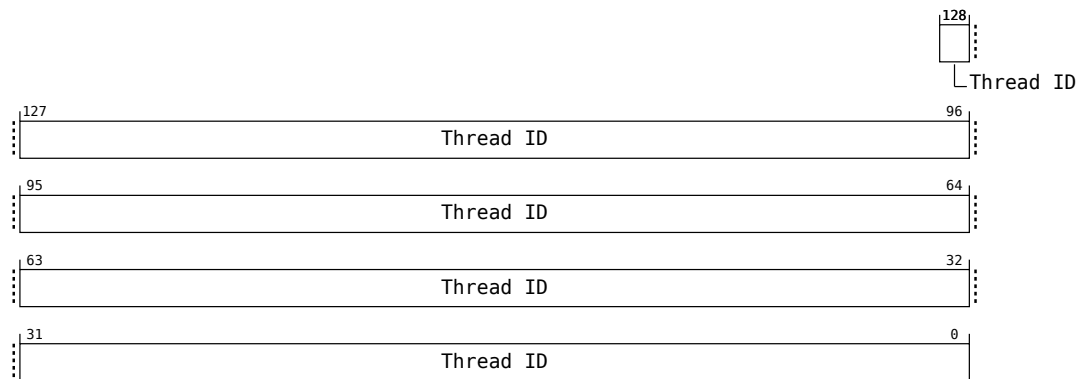 128
Thread ID
127 96
Thread ID
95 64
Thread ID
63 32
Thread ID
31 0
Thread ID